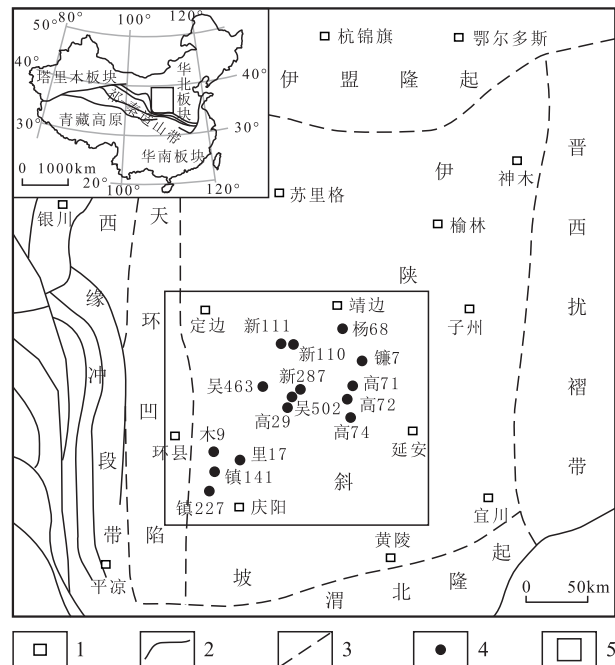 80°
100°
120°
50°
40°
40°
30°
30°
20°
100°
120°
塔里木板块
华北板块
祁秦造山带
青藏高原
华南板块
0 1000km
杭锦旗
鄂尔多斯
伊盟隆起
神木
伊
晋西挠褶带
苏里格
榆林
银川
西
天
陕
缘
环
定边
靖边
子州
新111
杨68
新110
镰7
冲
吴463
新287
高71
凹
吴502
高72
高29
高74
木9
延安
段
环县
里17
镇141
斜
镇227
庆阳
宜川
带
陷
黄陵
平凉
坡
渭北隆起
0 50km
1
2
3
4
5